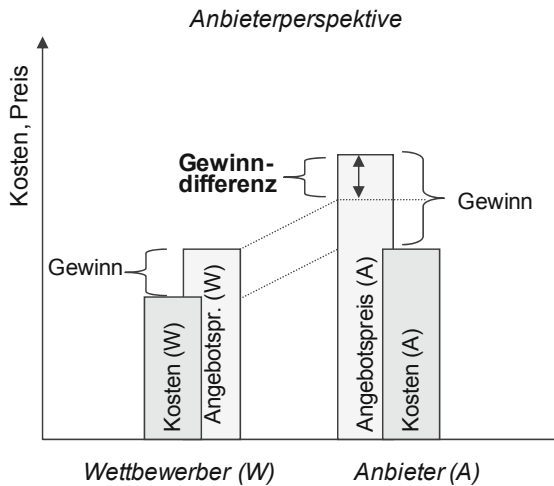 Anbieterperspektive
Kosten, Preis
Gewinn-
differenz
Gewinn
Gewinn
Kosten (W)
Angebotspr. (W)
Angebotspreis (A)
Kosten (A)
Wettbewerber (W)
Anbieter (A)